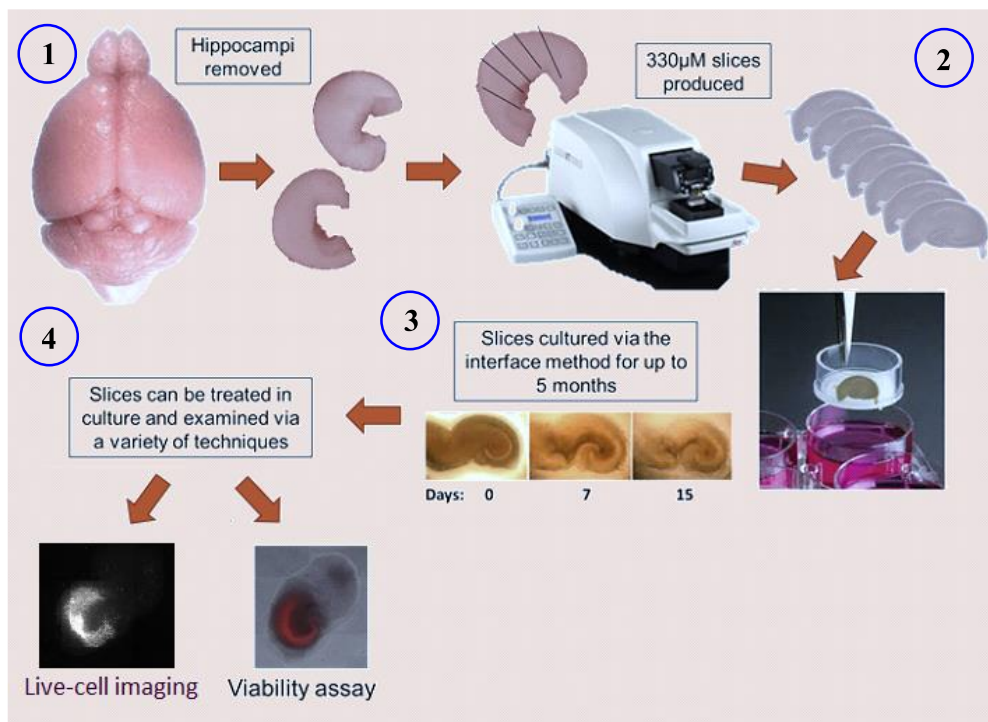 1
Hippocampi
removed
330µM slices
produced
2
3
Slices cultured via the
interface method for up to
5 months
Days: 0 7 15
4
Slices can be treated in
culture and examined via
a variety of techniques
Live-cell imaging
Viability assay